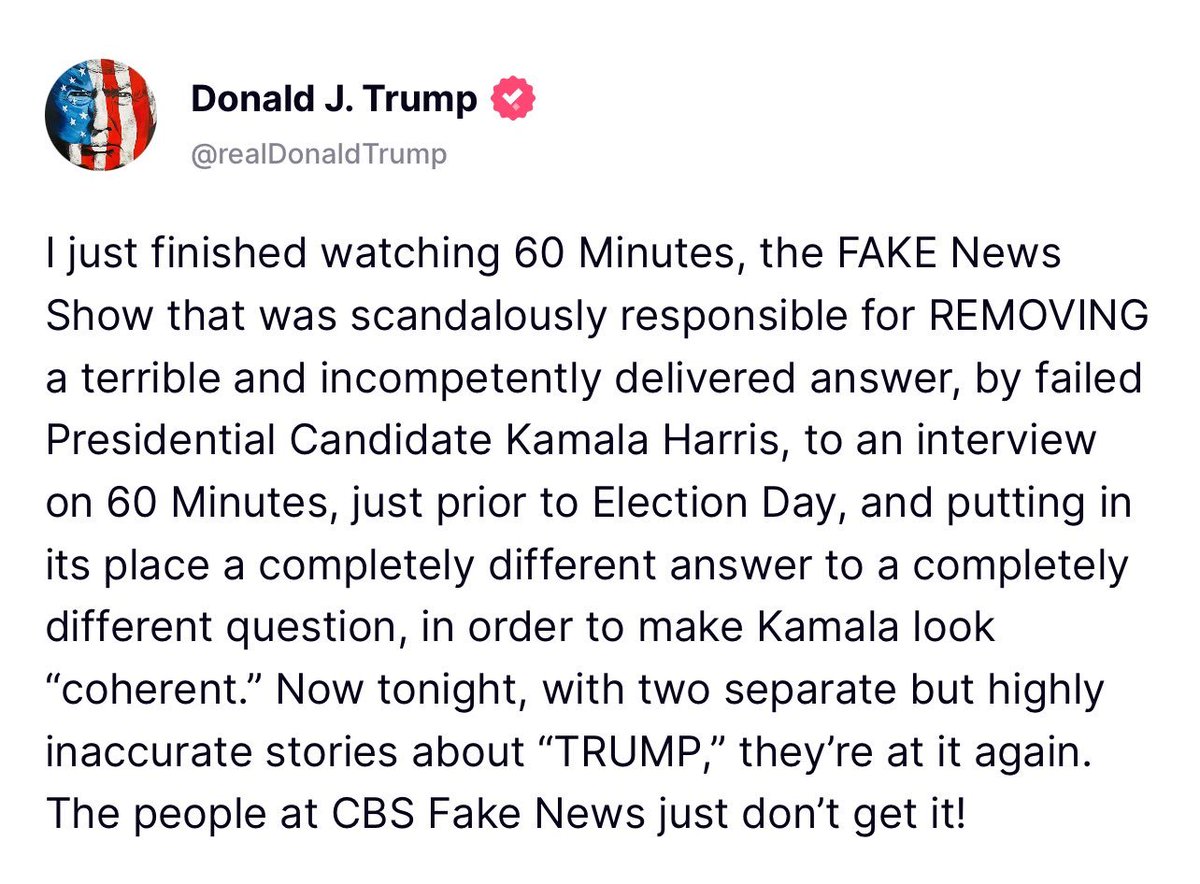 Donald J. Trump
@realDonaldTrump
I just finished watching 60 Minutes, the FAKE News
Show that was scandalously responsible for REMOVING
a terrible and incompetently delivered answer, by failed
Presidential Candidate Kamala Harris, to an interview
on 60 Minutes, just prior to Election Day, and putting in
its place a completely different answer to a completely
different question, in order to make Kamala look
“coherent.” Now tonight, with two separate but highly
inaccurate stories about “TRUMP,” they’re at it again.
The people at CBS Fake News just don’t get it!